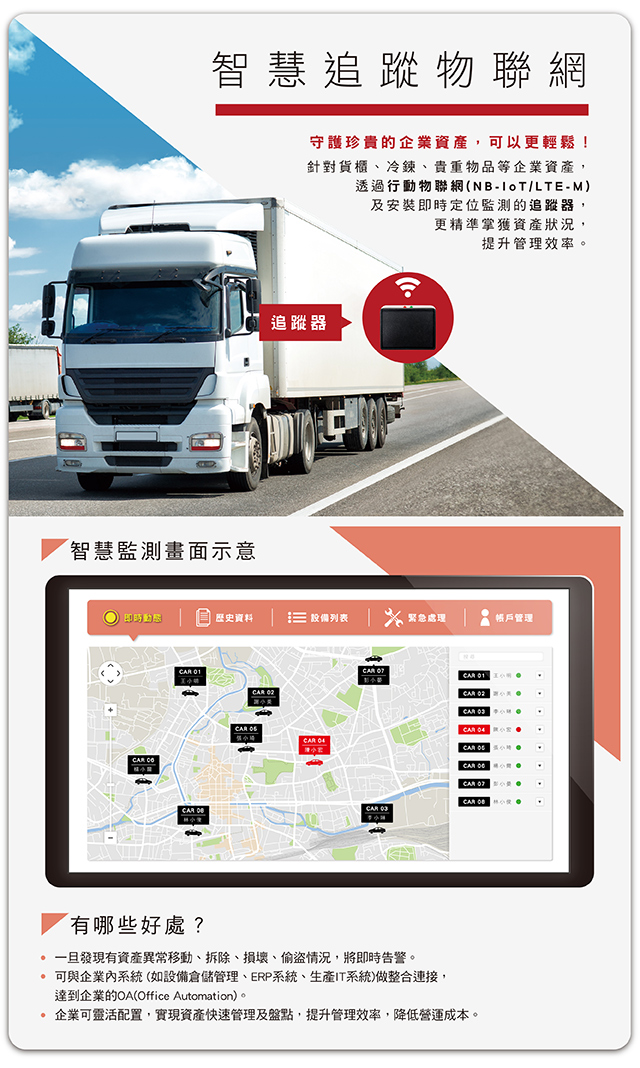 智慧追蹤物聯網
守護珍貴的企業資產，可以更輕鬆！
針對貨櫃、冷鍊、貴重物品等企業資產，
透過行動物聯網(NB-IoT/LTE-M)
及安裝即時定位監測的追蹤器，
更精準掌獲資產狀況，
提升管理效率。
追蹤器
智慧監測畫面示意
即時動態
歷史資料
設備列表
緊急處理
帳戶管理
CAR 01
王小明
CAR 02
謝小美
CAR 07
彭小蔓
CAR 05
張小琦
CAR 04
陳小宏
CAR 06
CAR 08
林小俊
CAR 03
李小琳
CAR 01 王小明
CAR 02 謝小美
CAR 03 李小琳
CAR 04 陳小宏
CAR 05 張小琦
CAR 06
CAR 07 彭小蔓
CAR 08 林小俊
有哪些好處？
一旦發現有資產異常移動、拆除、損壞、偷盜情況，將即時告警。
可與企業內系統 (如設備倉儲管理、ERP系統、生產IT系統)做整合連接，
達到企業的OA(Office Automation)。
企業可靈活配置，實現資產快速管理及盤點，提升管理效率，降低營運成本。